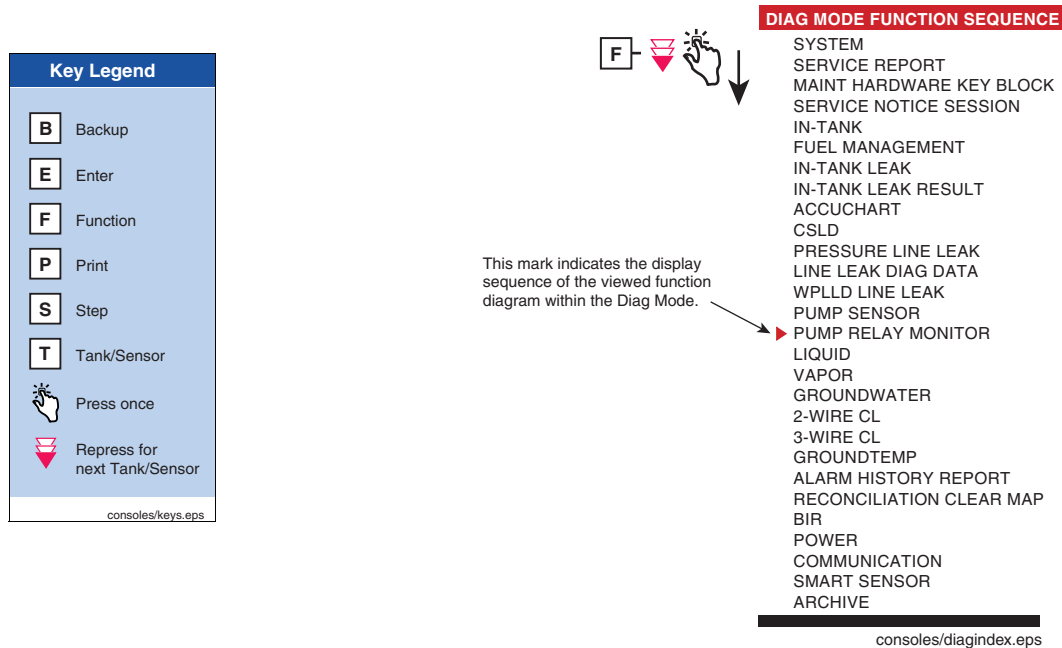 Key Legend
B Backup
E Enter
F Function
P Print
S Step
T Tank/Sensor
Press once
Repress for
next Tank/Sensor
consoles/keys.eps
F
This mark indicates the display
sequence of the viewed function
diagram within the Diag Mode.
DIAG MODE FUNCTION SEQUENCE
SYSTEM
SERVICE REPORT
MAINT HARDWARE KEY BLOCK
SERVICE NOTICE SESSION
IN-TANK
FUEL MANAGEMENT
IN-TANK LEAK
IN-TANK LEAK RESULT
ACCUCHART
CSLD
PRESSURE LINE LEAK
LINE LEAK DIAG DATA
WPLLD LINE LEAK
PUMP SENSOR
PUMP RELAY MONITOR
LIQUID
VAPOR
GROUNDWATER
2-WIRE CL
3-WIRE CL
GROUNDTEMP
ALARM HISTORY REPORT
RECONCILIATION CLEAR MAP
BIR
POWER
COMMUNICATION
SMART SENSOR
ARCHIVE
consoles/diagindex.eps